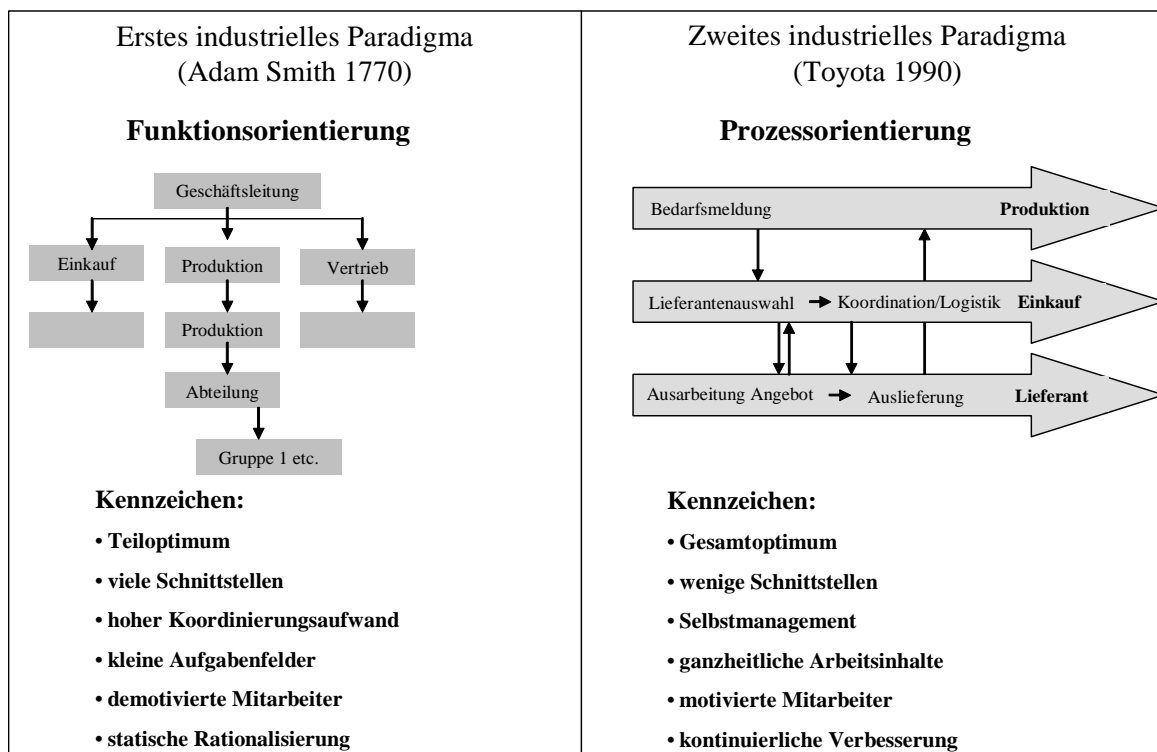 Erstes industrielles Paradigma
(Adam Smith 1770)
Funktionsorientierung
Geschäftsleitung
Einkauf
Produktion
Vertrieb
Produktion
Abteilung
Gruppe 1 etc.
Kennzeichen:
• Teiloptimum
• viele Schnittstellen
• hoher Koordinierungsaufwand
• kleine Aufgabenfelder
• demotivierte Mitarbeiter
• statische Rationalisierung
Zweites industrielles Paradigma
(Toyota 1990)
Prozessorientierung
Bedarfsmeldung Produktion
Lieferantenauswahl Koordination/Logistik Einkauf
Ausarbeitung Angebot Auslieferung Lieferant
Kennzeichen:
• Gesamtoptimum
• wenige Schnittstellen
• Selbstmanagement
• ganzheitliche Arbeitsinhalte
• motivierte Mitarbeiter
• kontinuierliche Verbesserung